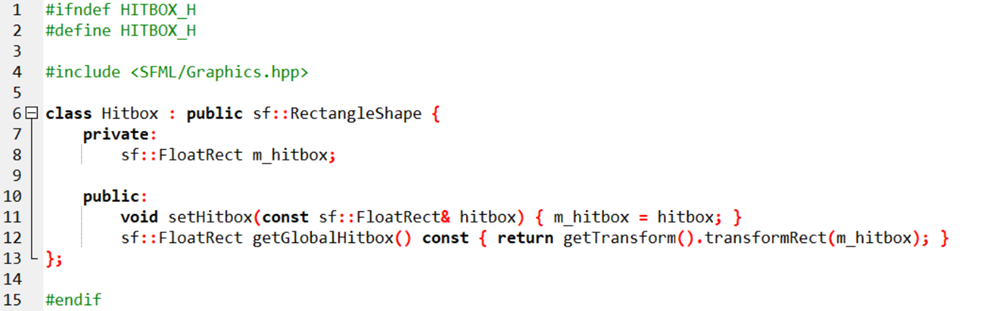 1 #ifndef HITBOX_H
2 #define HITBOX_H
3
4 #include <SFML/Graphics.hpp>
5
6 class Hitbox : public sf::RectangleShape {
7 private:
8 sf::FloatRect m_hitbox;
9
10 public:
11 void setHitbox(const sf::FloatRect& hitbox) { m_hitbox = hitbox; }
12 sf::FloatRect getGlobalHitbox() const { return getTransform().transformRect(m_hitbox); }
13 };
14
15 #endif